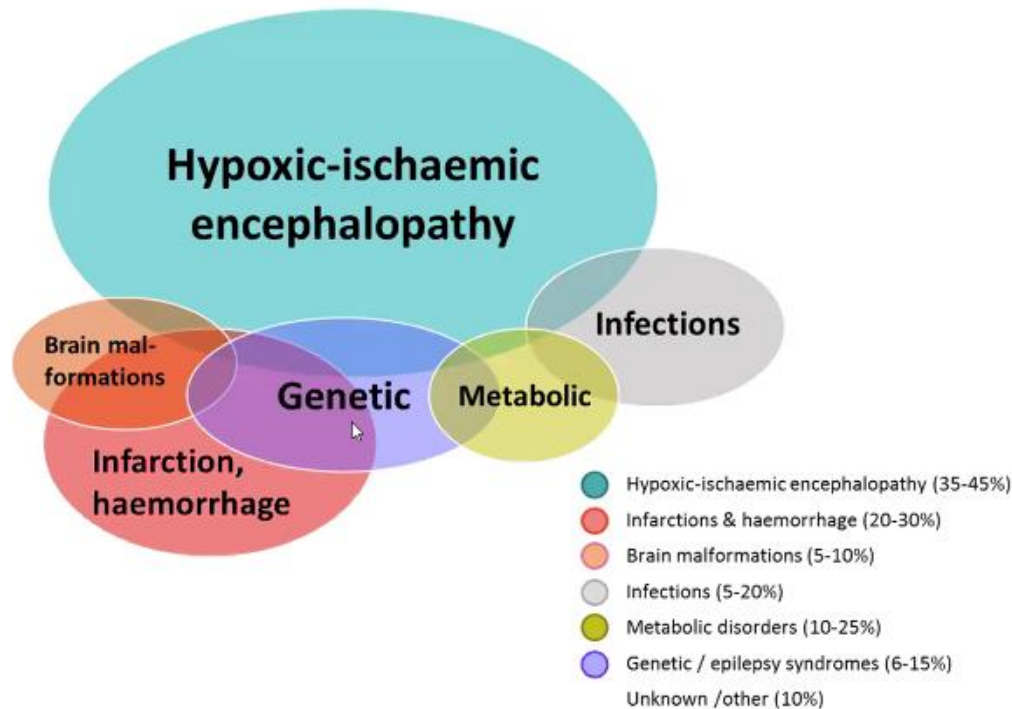 Hypoxic-ischaemic
encephalopathy
Infections
Brain mal-
formations
Genetic
Metabolic
Infarction,
haemorrhage
Hypoxic-ischaemic encephalopathy (35-45%)
Infarctions & haemorrhage (20-30%)
Brain malformations (5-10%)
Infections (5-20%)
Metabolic disorders (10-25%)
Genetic / epilepsy syndromes (6-15%)
Unknown /other (10%)